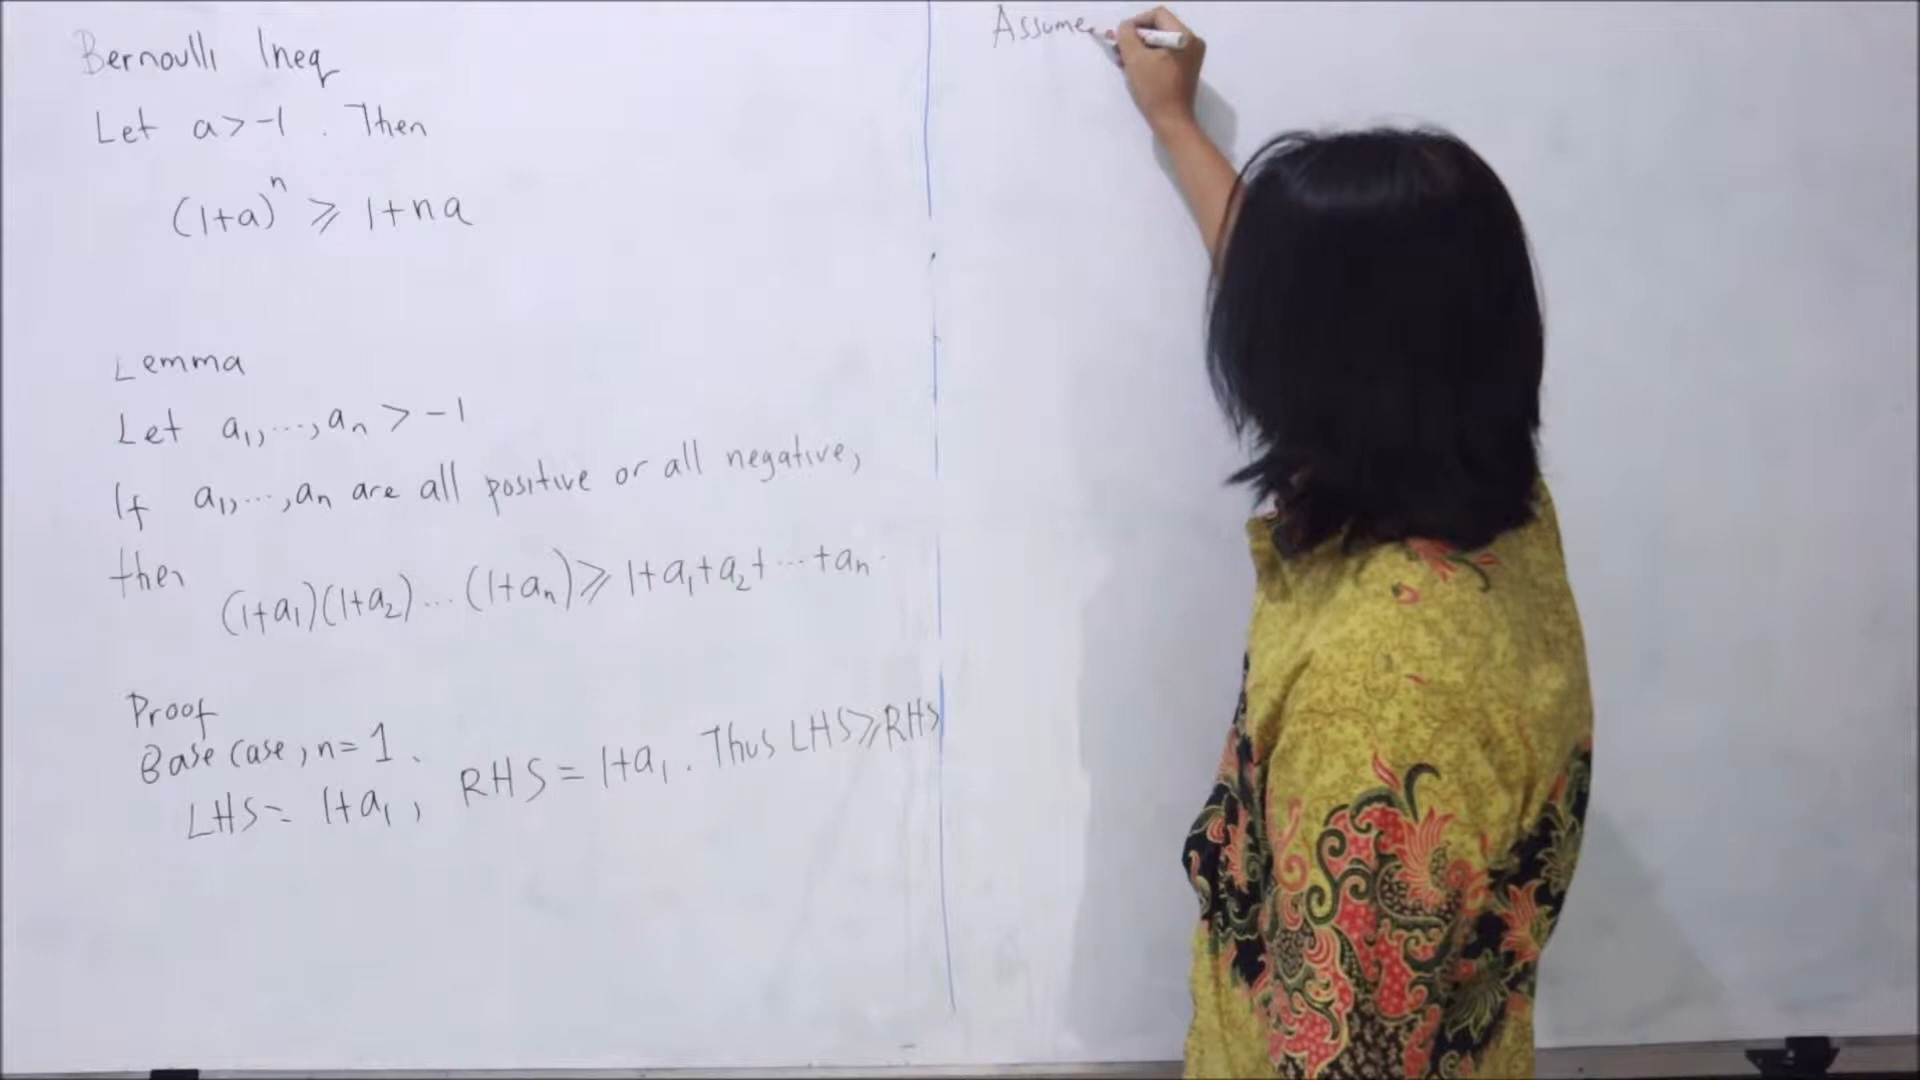 Bernoulli Ineq
Let a > -1 . Then
(1+a)ⁿ ⩾ 1+na
Lemma
Let a₁, ..., aₙ > -1
If a₁, ..., aₙ are all positive or all negative,
then (1+a₁)(1+a₂) ... (1+aₙ) ⩾ 1+a₁+a₂+ ... +aₙ .
Proof
Base case, n = 1 .
LHS = 1+a₁ , RHS = 1+a₁ . Thus LHS ⩾ RHS
Assume